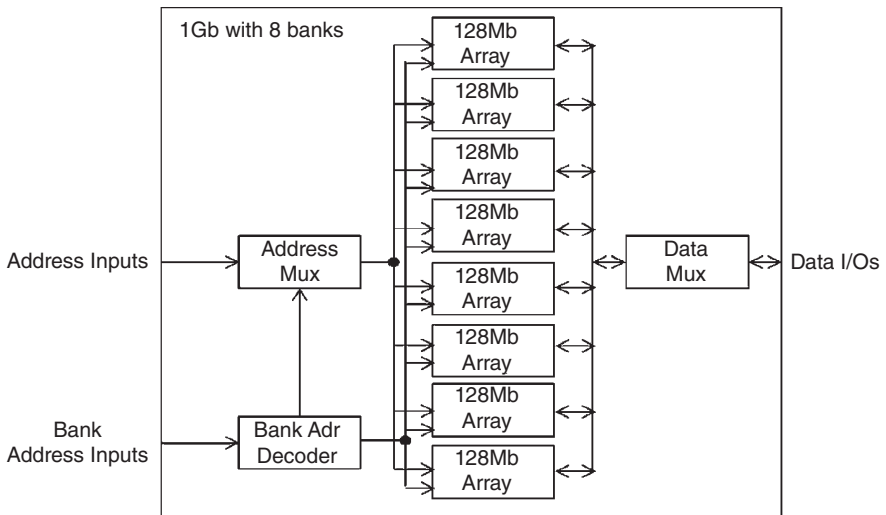 1Gb with 8 banks
128Mb
Array
128Mb
Array
128Mb
Array
128Mb
Array
128Mb
Array
128Mb
Array
128Mb
Array
128Mb
Array
Address Inputs
Address
Mux
Data
Mux
Data I/Os
Bank
Address Inputs
Bank Adr
Decoder